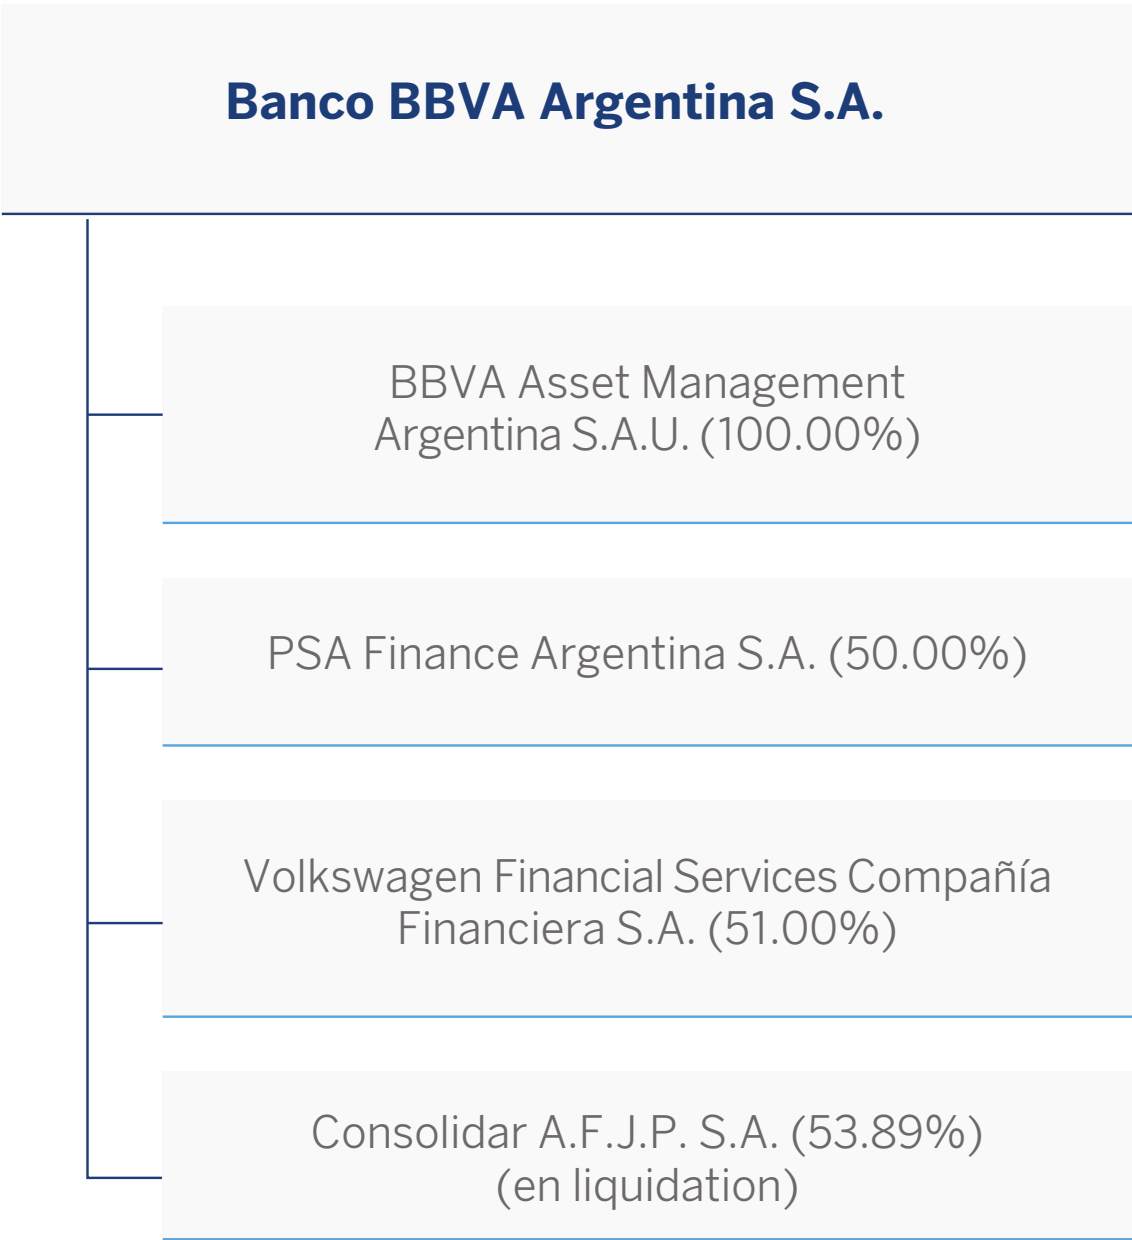 Banco BBVA Argentina S.A.
BBVA Asset Management
Argentina S.A.U. (100.00%)
PSA Finance Argentina S.A. (50.00%)
Volkswagen Financial Services Compañía
Financiera S.A. (51.00%)
Consolidar A.F.J.P. S.A. (53.89%)
(en liquidation)